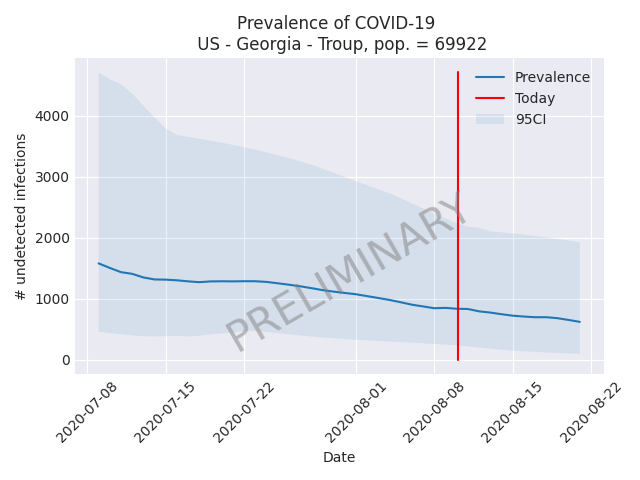 Prevalence of COVID-19
US - Georgia - Troup, pop. = 69922
Prevalence
Today
95CI
PRELIMINARY
# undetected infections
4000
3000
2000
1000
0
2020-07-08
2020-07-15
2020-07-22
2020-08-01
2020-08-08
2020-08-15
2020-08-22
Date